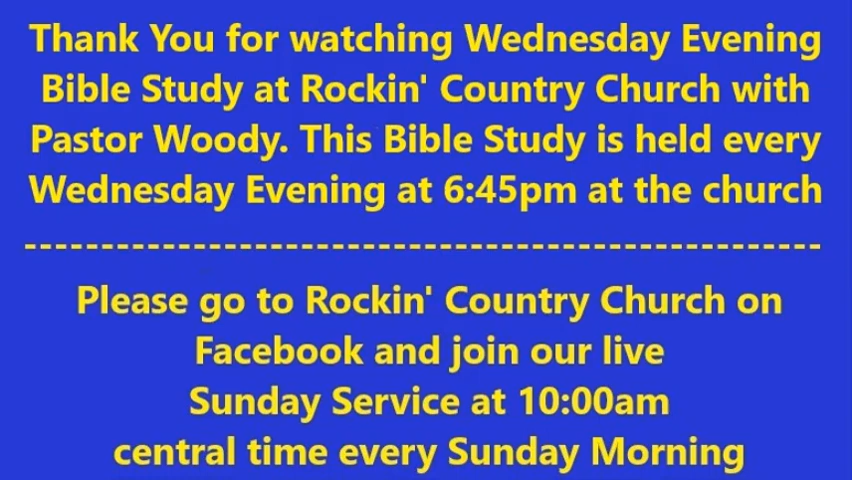 Thank You for watching Wednesday Evening
Bible Study at Rockin' Country Church with
Pastor Woody. This Bible Study is held every
Wednesday Evening at 6:45pm at the church
-----------------------------------------------------
Please go to Rockin' Country Church on
Facebook and join our live
Sunday Service at 10:00am
central time every Sunday Morning